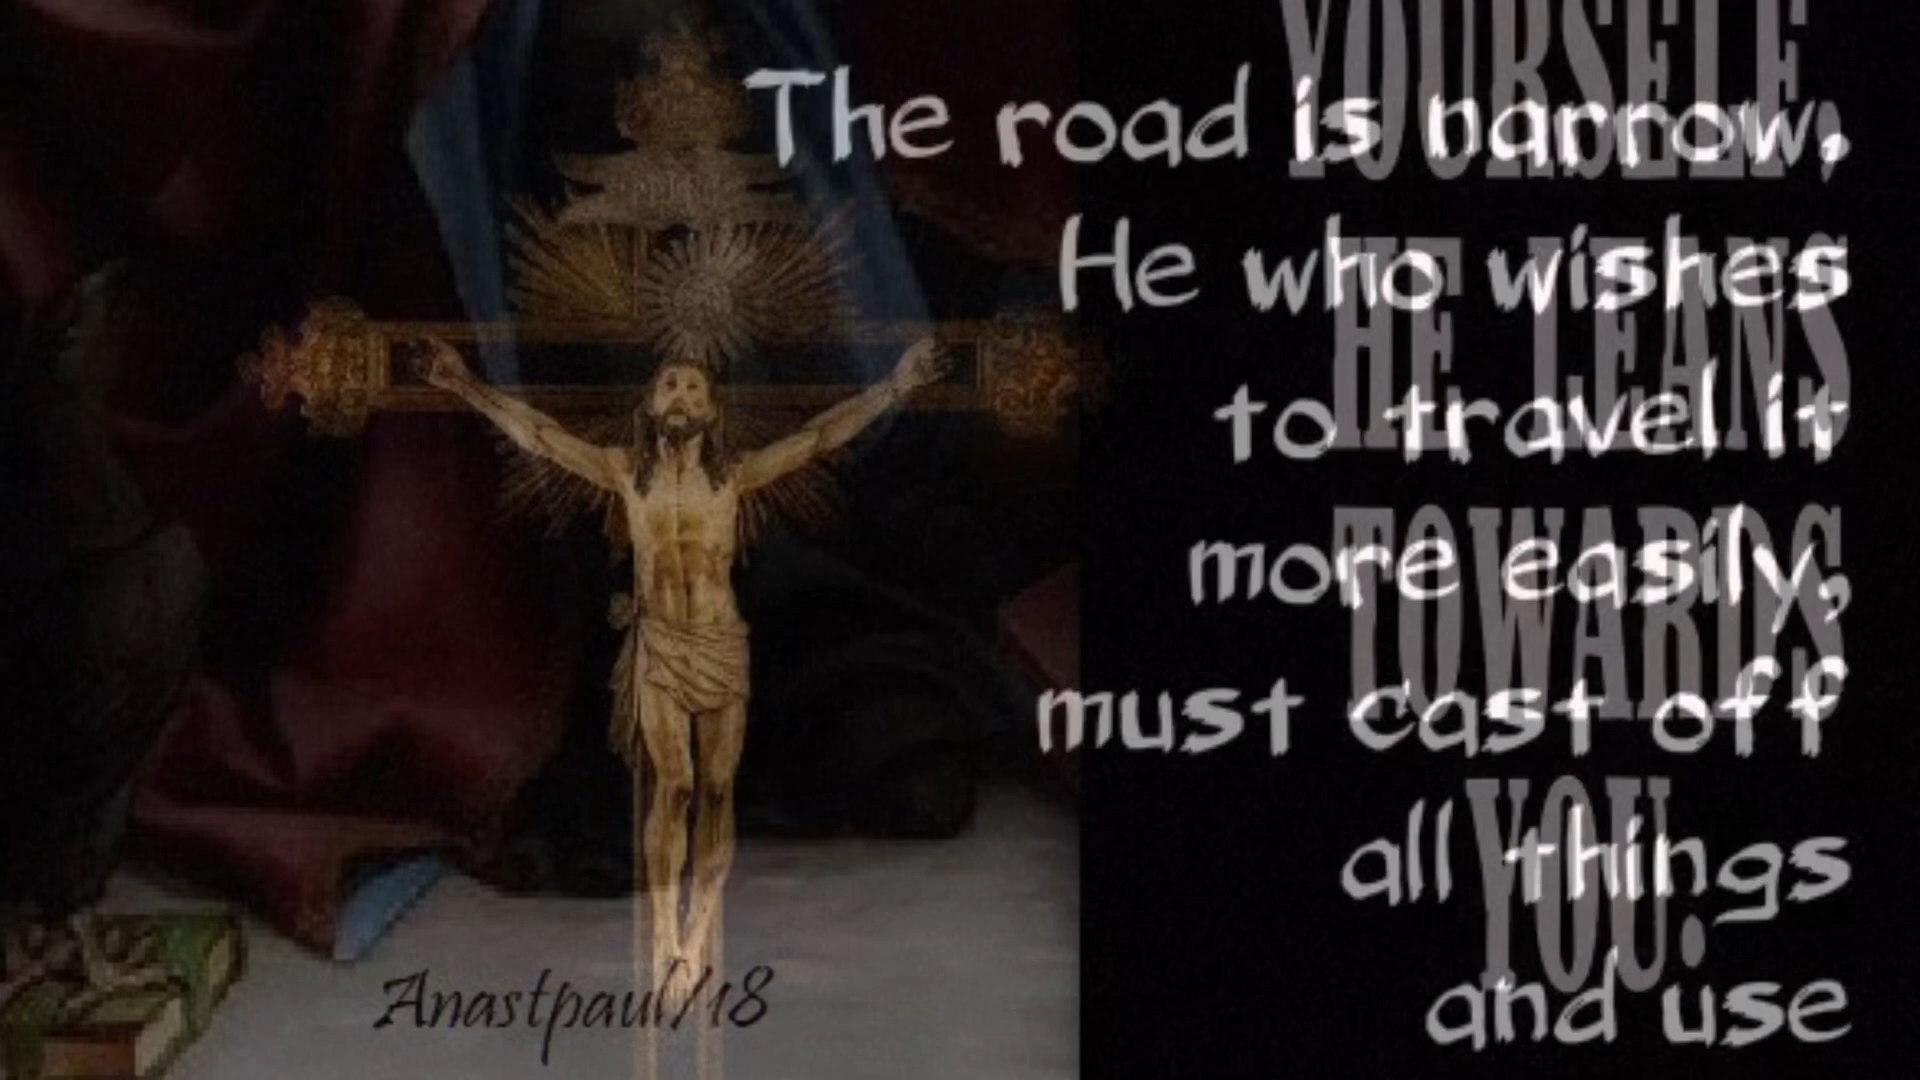 YOURSELF,
The road is narrow.
He who wishes
HE LEANS
to travel it
more easily,
TOWARDS
must cast off
all things
YOU.
and use
Anastpaul/18